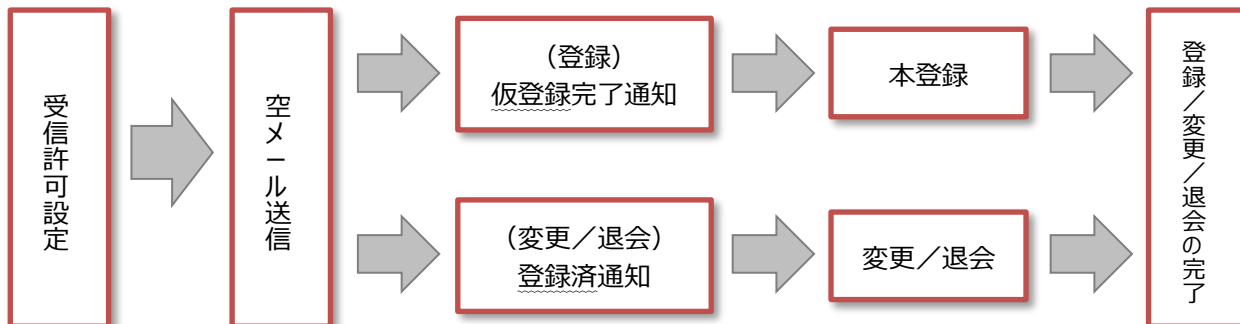 受信許可設定
空メール送信
（登録）
仮登録完了通知
本登録
（変更／退会）
登録済通知
変更／退会
登録／変更／退会の完了